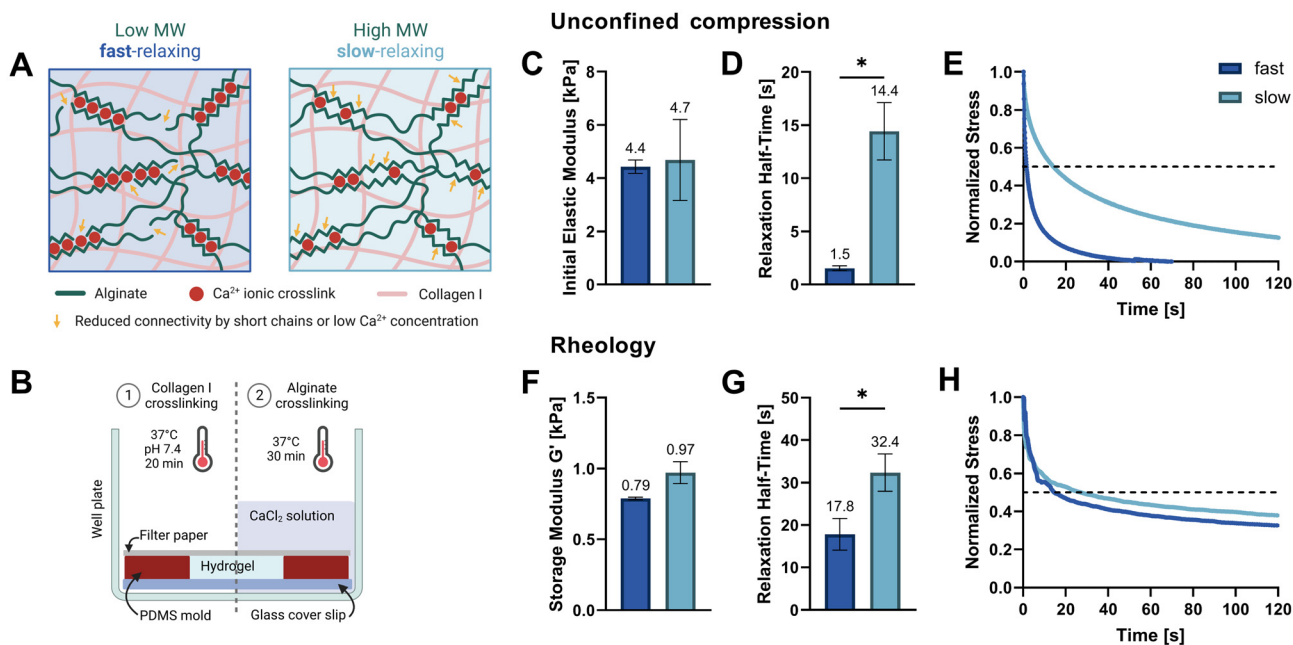 Unconfined compression
A
Low MW
fast-relaxing
High MW
slow-relaxing
Alginate
Ca²⁺ ionic crosslink
Collagen I
Reduced connectivity by short chains or low Ca²⁺ concentration
B
1
Collagen I
crosslinking
37°C
pH 7.4
20 min
2
Alginate
crosslinking
37°C
30 min
Well plate
CaCl₂ solution
Filter paper
Hydrogel
PDMS mold
Glass cover slip
C
Initial Elastic Modulus [kPa]
8
6
4
2
0
4.4
4.7
D
Relaxation Half-Time [s]
20
15
10
5
0
*
1.5
14.4
E
Normalized Stress
1.0
0.8
0.6
0.4
0.2
0.0
0
20
40
60
80
100
120
Time [s]
fast
slow
Rheology
F
Storage Modulus G' [kPa]
1.5
1.0
0.5
0.0
0.79
0.97
G
Relaxation Half-Time [s]
50
40
30
20
10
0
*
17.8
32.4
H
Normalized Stress
1.0
0.8
0.6
0.4
0.2
0.0
0
20
40
60
80
100
120
Time [s]